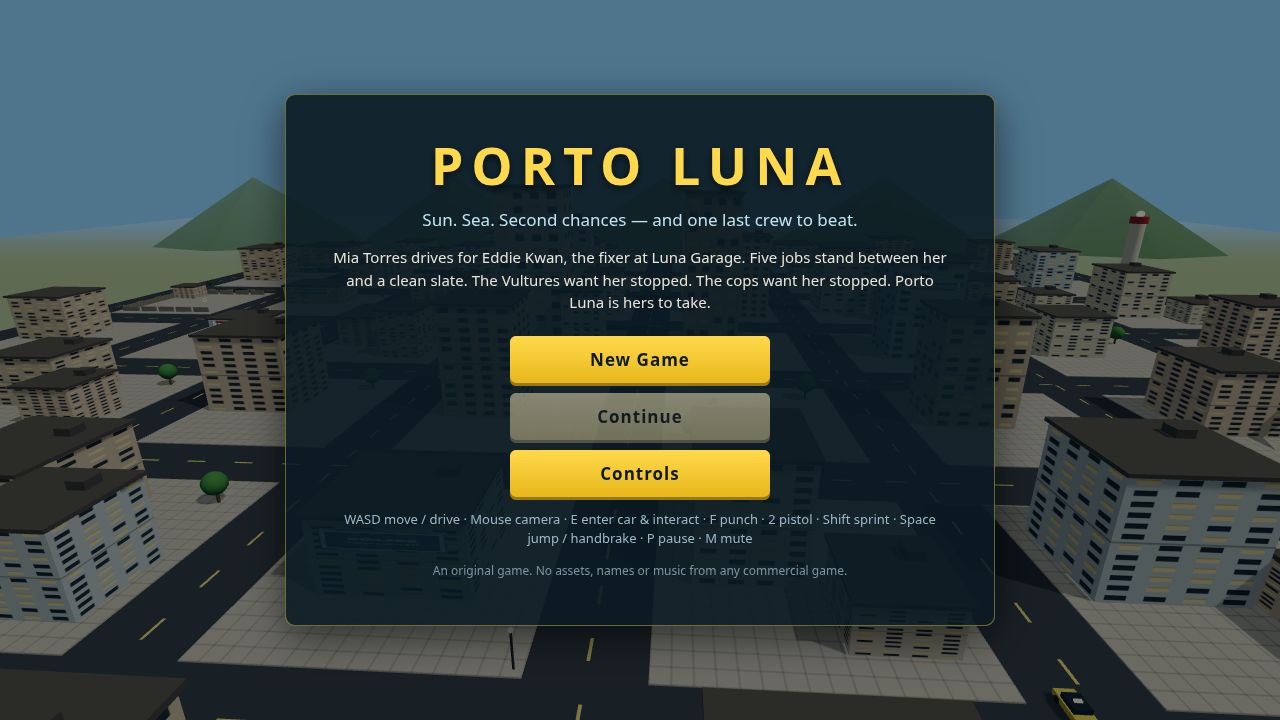 PORTO LUNA
Sun. Sea. Second chances — and one last crew to beat.
Mia Torres drives for Eddie Kwan, the fixer at Luna Garage. Five jobs stand between her
and a clean slate. The Vultures want her stopped. The cops want her stopped. Porto
Luna is hers to take.
New Game
Continue
Controls
WASD move / drive · Mouse camera · E enter car & interact · F punch · 2 pistol · Shift sprint · Space
jump / handbrake · P pause · M mute
An original game. No assets, names or music from any commercial game.